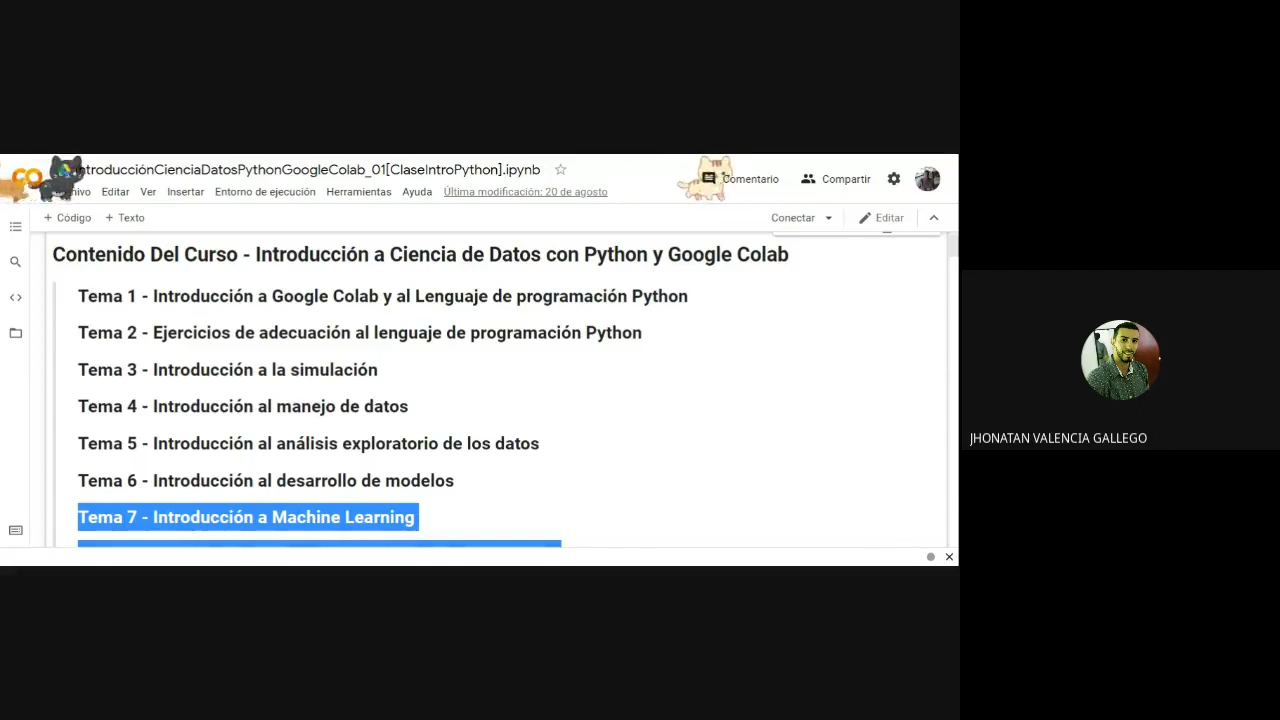 ntroducciónCienciaDatosPythonGoogleColab_01[ClaseIntroPython].ipynb
Editar Ver Insertar Entorno de ejecución Herramientas Ayuda Última modificación: 20 de agosto
Comentario Compartir
+ Código + Texto
Conectar Editar
Contenido Del Curso - Introducción a Ciencia de Datos con Python y Google Colab
Tema 1 - Introducción a Google Colab y al Lenguaje de programación Python
Tema 2 - Ejercicios de adecuación al lenguaje de programación Python
Tema 3 - Introducción a la simulación
Tema 4 - Introducción al manejo de datos
Tema 5 - Introducción al análisis exploratorio de los datos
Tema 6 - Introducción al desarrollo de modelos
Tema 7 - Introducción a Machine Learning
JHONATAN VALENCIA GALLEGO